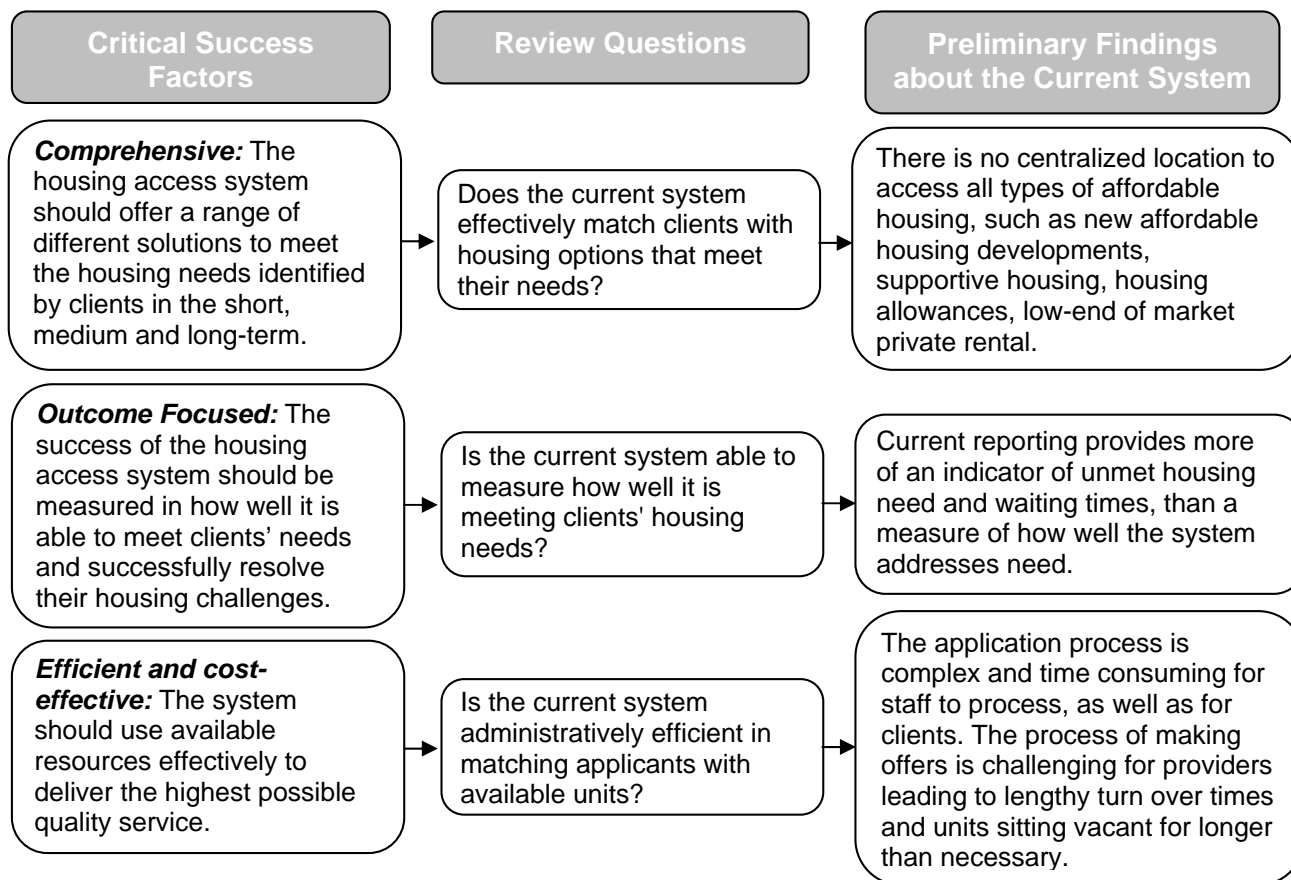 Critical Success
Factors
Review Questions
Preliminary Findings
about the Current System
Comprehensive: The
housing access system
should offer a range of
different solutions to meet
the housing needs identified
by clients in the short,
medium and long-term.
Does the current system
effectively match clients with
housing options that meet
their needs?
There is no centralized location to
access all types of affordable
housing, such as new affordable
housing developments,
supportive housing, housing
allowances, low-end of market
private rental.
Outcome Focused: The
success of the housing
access system should be
measured in how well it is
able to meet clients’ needs
and successfully resolve
their housing challenges.
Is the current system able to
measure how well it is
meeting clients' housing
needs?
Current reporting provides more
of an indicator of unmet housing
need and waiting times, than a
measure of how well the system
addresses need.
Efficient and cost-
effective: The system
should use available
resources effectively to
deliver the highest possible
quality service.
Is the current system
administratively efficient in
matching applicants with
available units?
The application process is
complex and time consuming for
staff to process, as well as for
clients. The process of making
offers is challenging for providers
leading to lengthy turn over times
and units sitting vacant for longer
than necessary.